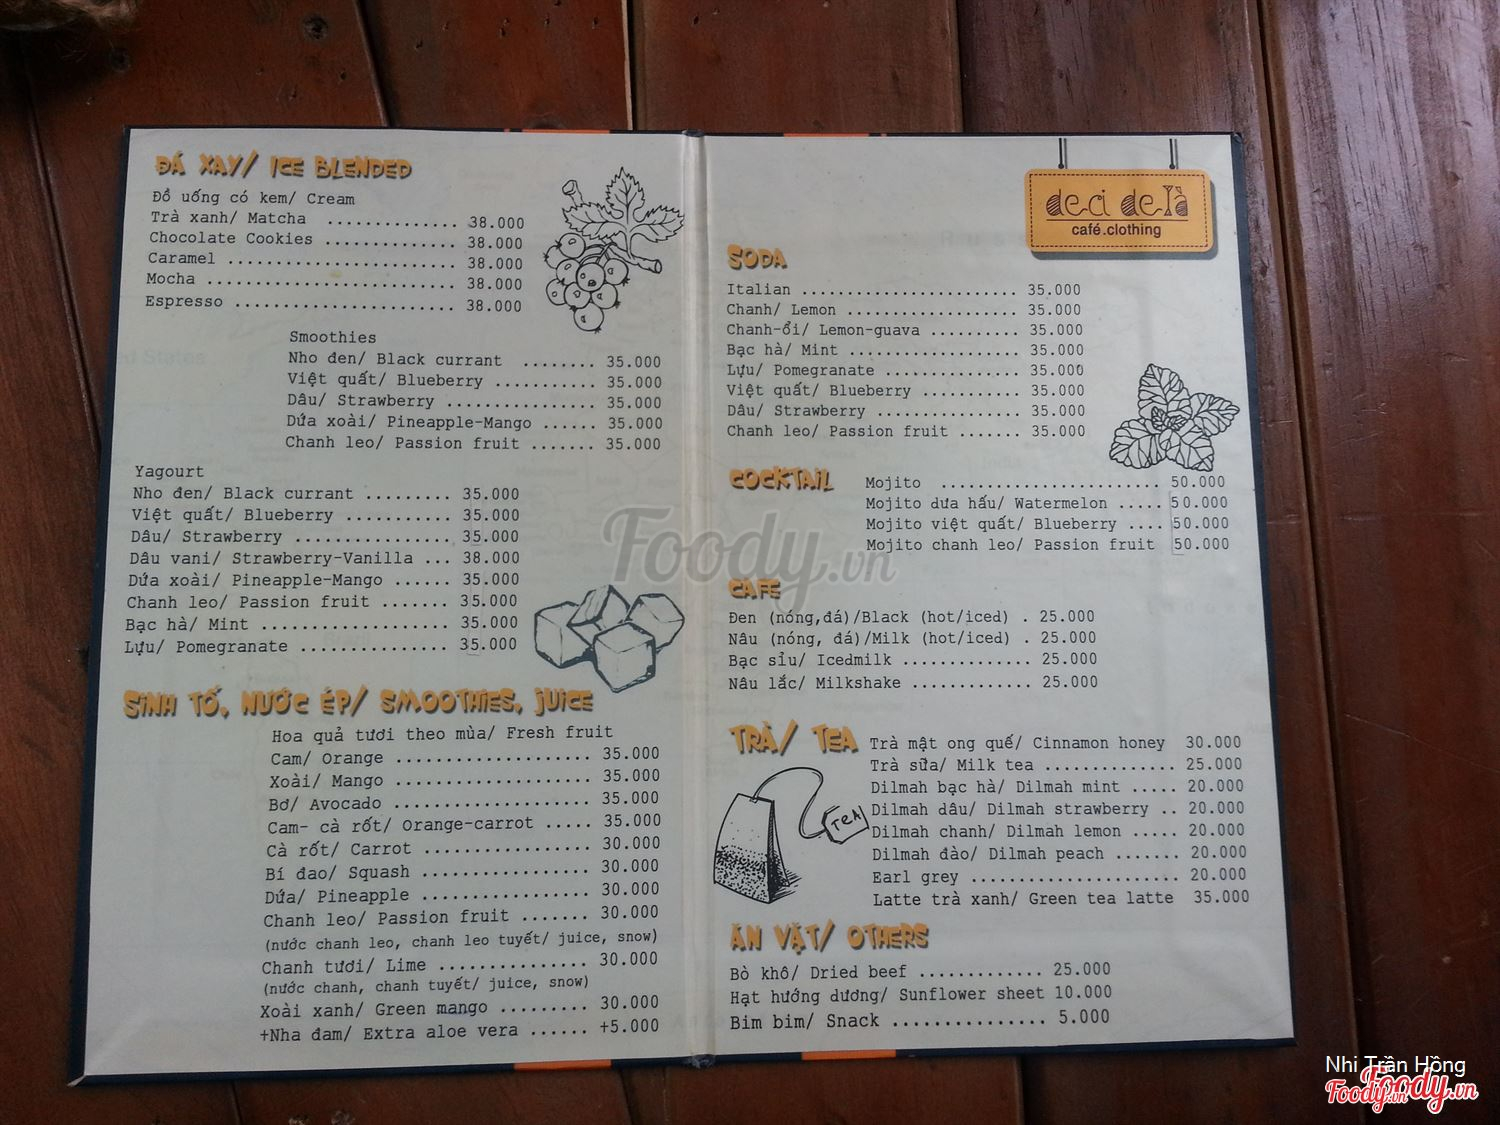 ĐÁ XAY/ ICE BLENDED
Đồ uống có kem/ Cream
Trà xanh/ Matcha ............. 38.000
Chocolate Cookies ............. 38.000
Caramel ....................... 38.000
Mocha ......................... 38.000
Espresso ...................... 38.000
Smoothies
Nho đen/ Black currant ........ 35.000
Việt quất/ Blueberry ........... 35.000
Dâu/ Strawberry ................ 35.000
Dứa xoài/ Pineapple-Mango ...... 35.000
Chanh leo/ Passion fruit ....... 35.000
Yagourt
Nho đen/ Black currant ......... 35.000
Việt quất/ Blueberry ........... 35.000
Dâu/ Strawberry ................ 35.000
Dâu vani/ Strawberry-Vanilla ... 38.000
Dứa xoài/ Pineapple-Mango ...... 35.000
Chanh leo/ Passion fruit ....... 35.000
Bạc hà/ Mint ................... 35.000
Lựu/ Pomegranate ............... 35.000
SINH TỐ, NƯỚC ÉP/ SMOOTHIES, JUICE
Hoa quả tươi theo mùa/ Fresh fruit
Cam/ Orange .................... 35.000
Xoài/ Mango .................... 35.000
Bơ/ Avocado .................... 35.000
Cam- cà rốt/ Orange-carrot ..... 35.000
Cà rốt/ Carrot ................. 30.000
Bí đao/ Squash ................. 30.000
Dứa/ Pineapple ................. 30.000
Chanh leo/ Passion fruit ....... 30.000
(nước chanh leo, chanh leo tuyết/ juice, snow)
Chanh tươi/ Lime ............... 30.000
(nước chanh, chanh tuyết/ juice, snow)
Xoài xanh/ Green mango ......... 30.000
+Nha đam/ Extra aloe vera ...... +5.000
deci delà
café.clothing
SODA
Italian ........................ 35.000
Chanh/ Lemon ................... 35.000
Chanh-ổi/ Lemon-guava .......... 35.000
Bạc hà/ Mint ................... 35.000
Lựu/ Pomegranate ............... 35.000
Việt quất/ Blueberry ........... 35.000
Dâu/ Strawberry ................ 35.000
Chanh leo/ Passion fruit ....... 35.000
COCKTAIL
Mojito ........................ 50.000
Mojito dưa hấu/ Watermelon ..... 50.000
Mojito việt quất/ Blueberry .... 50.000
Mojito chanh leo/ Passion fruit 50.000
CAFE
Đen (nóng,đá)/Black (hot/iced) . 25.000
Nâu (nóng, đá)/Milk (hot/iced) . 25.000
Bạc sỉu/ Icedmilk .............. 25.000
Nâu lắc/ Milkshake ............. 25.000
TRÀ/ TEA
Trà mật ong quế/ Cinnamon honey 30.000
Trà sữa/ Milk tea .............. 25.000
Dilmah bạc hà/ Dilmah mint ..... 20.000
Dilmah dâu/ Dilmah strawberry .. 20.000
Dilmah chanh/ Dilmah lemon ..... 20.000
Dilmah đào/ Dilmah peach ....... 20.000
Earl grey ...................... 20.000
Latte trà xanh/ Green tea latte 35.000
TEA
ĂN VẶT/ OTHERS
Bò khô/ Dried beef ............. 25.000
Hạt hướng dương/ Sunflower sheet 10.000
Bim bim/ Snack ................ 5.000
Foody.vn
Nhi Trần Hồng
Foody.vn
Foody.vn